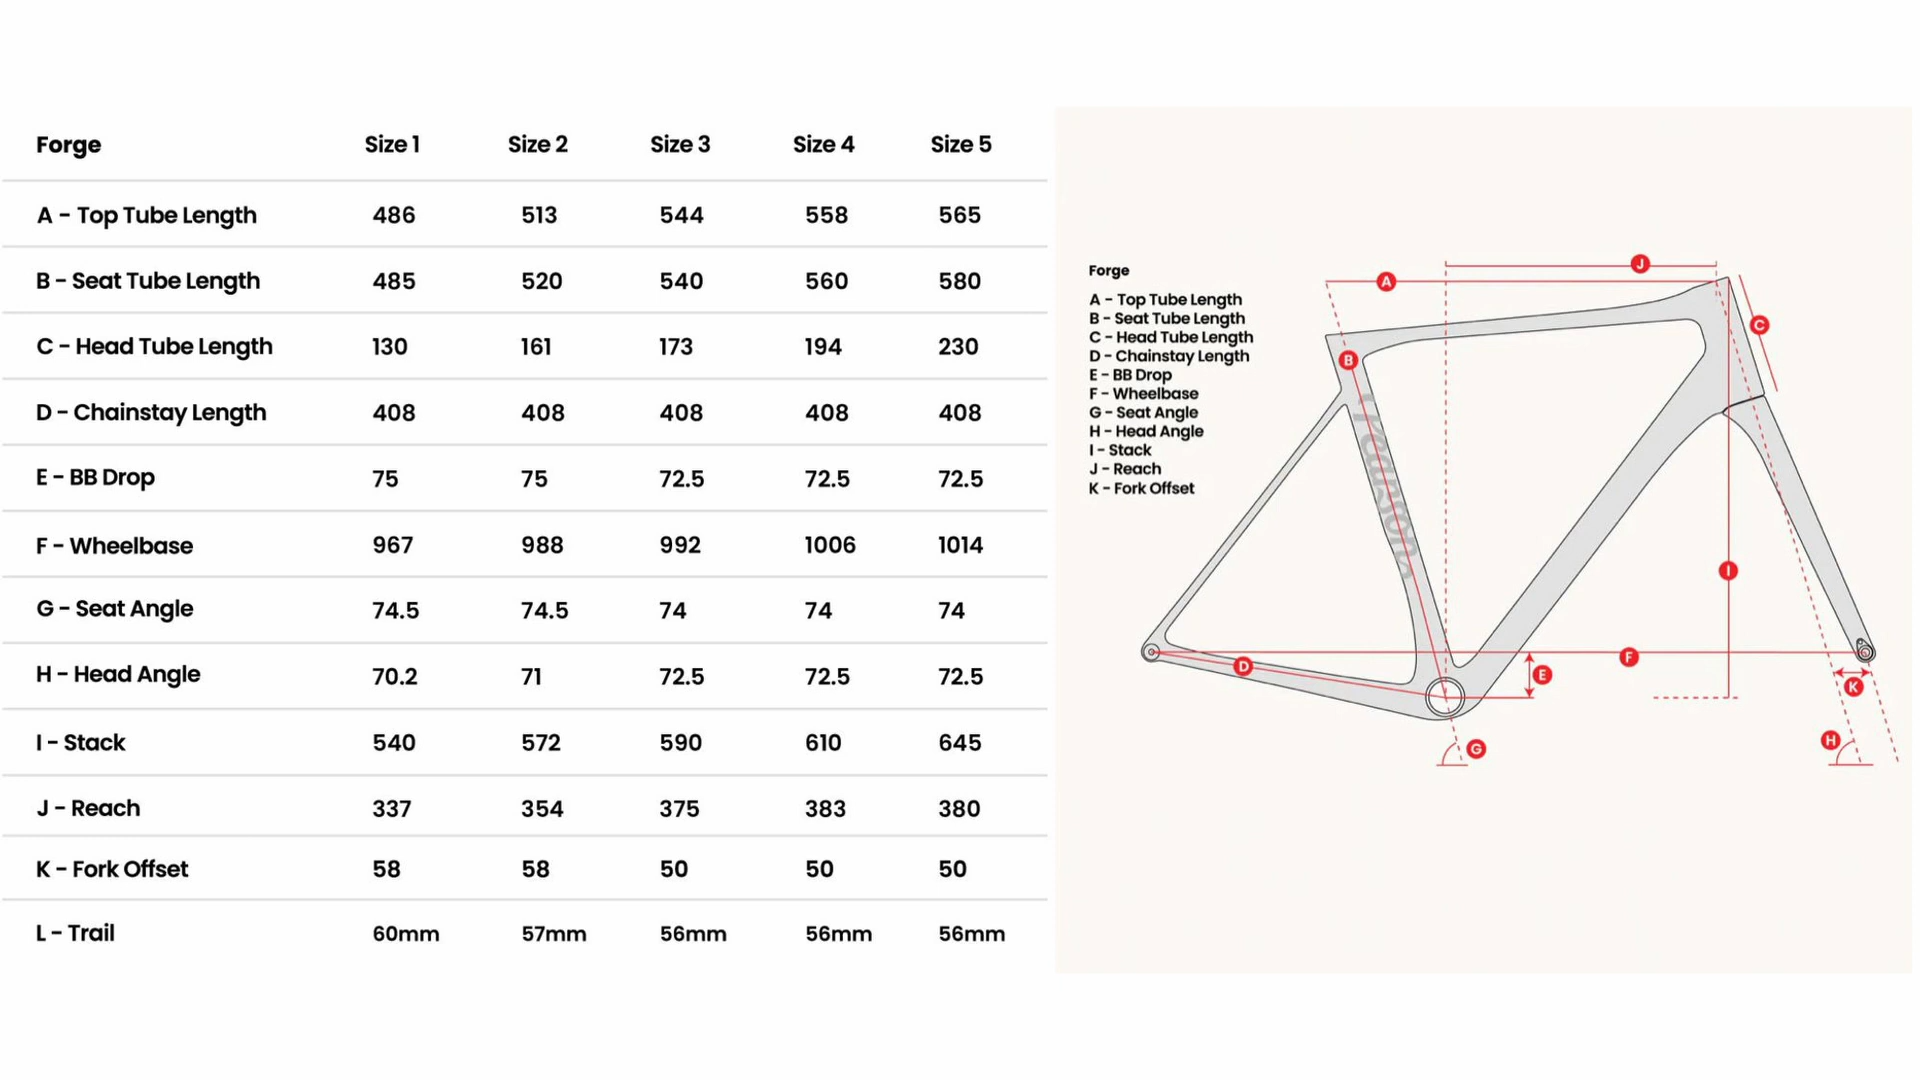 Forge Size 1 Size 2 Size 3 Size 4 Size 5
A - Top Tube Length 486 513 544 558 565
B - Seat Tube Length 485 520 540 560 580
C - Head Tube Length 130 161 173 194 230
D - Chainstay Length 408 408 408 408 408
E - BB Drop 75 75 72.5 72.5 72.5
F - Wheelbase 967 988 992 1006 1014
G - Seat Angle 74.5 74.5 74 74 74
H - Head Angle 70.2 71 72.5 72.5 72.5
I - Stack 540 572 590 610 645
J - Reach 337 354 375 383 380
K - Fork Offset 58 58 50 50 50
L - Trail 60mm 57mm 56mm 56mm 56mm
Forge
A - Top Tube Length
B - Seat Tube Length
C - Head Tube Length
D - Chainstay Length
E - BB Drop
F - Wheelbase
G - Seat Angle
H - Head Angle
I - Stack
J - Reach
K - Fork Offset
J
A
C
B
pearson
I
F
D
E
K
H
G